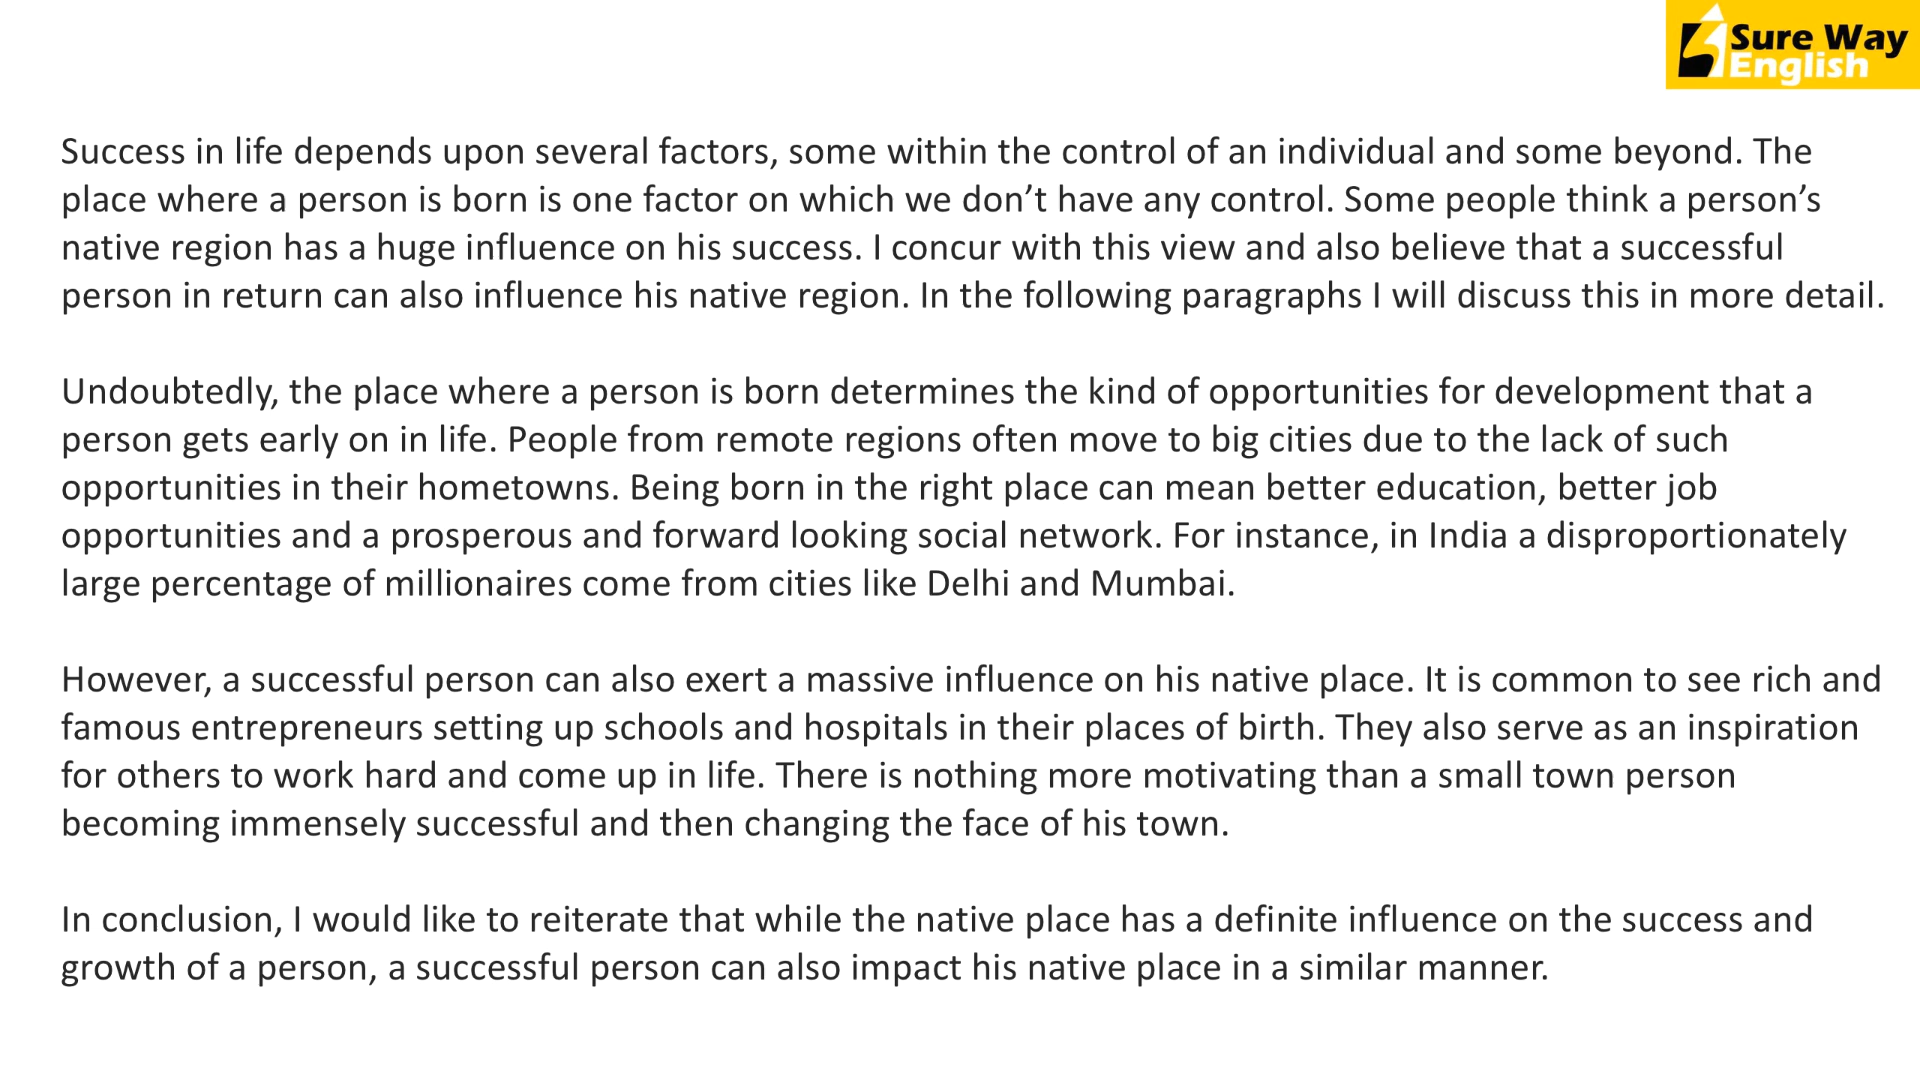 Sure Way
English
Success in life depends upon several factors, some within the control of an individual and some beyond. The
place where a person is born is one factor on which we don’t have any control. Some people think a person’s
native region has a huge influence on his success. I concur with this view and also believe that a successful
person in return can also influence his native region. In the following paragraphs I will discuss this in more detail.
Undoubtedly, the place where a person is born determines the kind of opportunities for development that a
person gets early on in life. People from remote regions often move to big cities due to the lack of such
opportunities in their hometowns. Being born in the right place can mean better education, better job
opportunities and a prosperous and forward looking social network. For instance, in India a disproportionately
large percentage of millionaires come from cities like Delhi and Mumbai.
However, a successful person can also exert a massive influence on his native place. It is common to see rich and
famous entrepreneurs setting up schools and hospitals in their places of birth. They also serve as an inspiration
for others to work hard and come up in life. There is nothing more motivating than a small town person
becoming immensely successful and then changing the face of his town.
In conclusion, I would like to reiterate that while the native place has a definite influence on the success and
growth of a person, a successful person can also impact his native place in a similar manner.